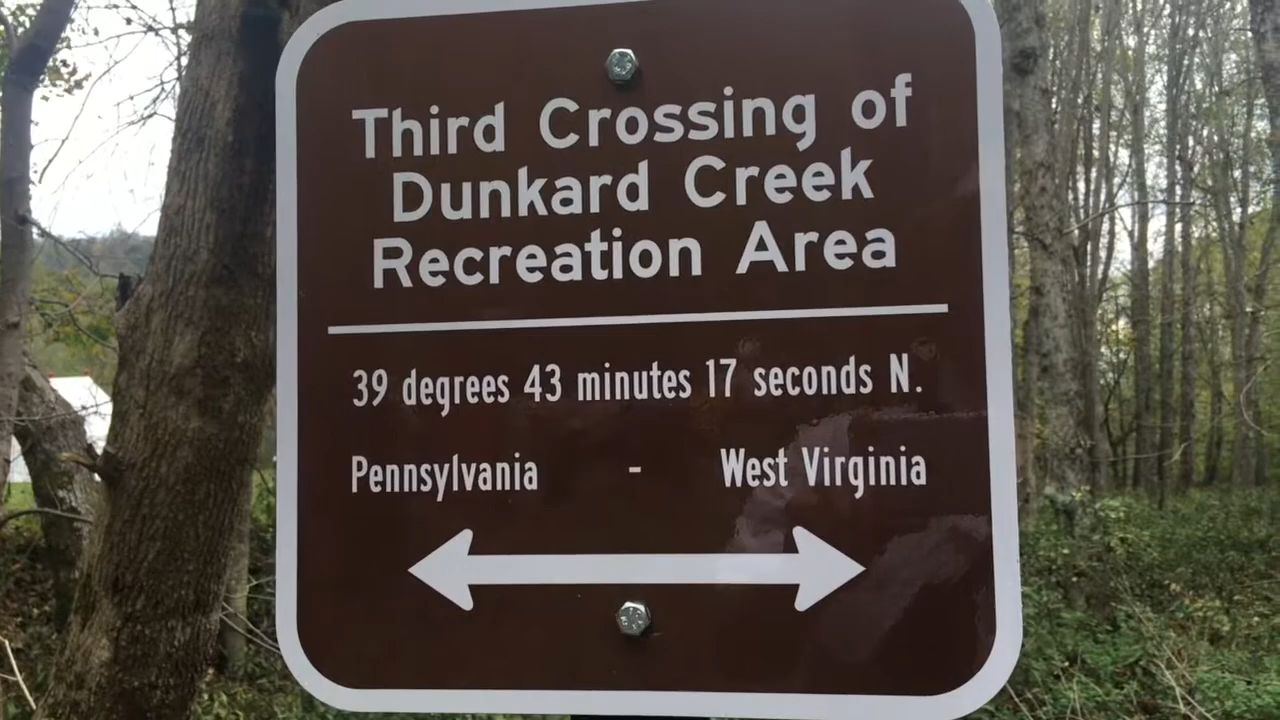 Third Crossing of
Dunkard Creek
Recreation Area
39 degrees 43 minutes 17 seconds N.
Pennsylvania - West Virginia